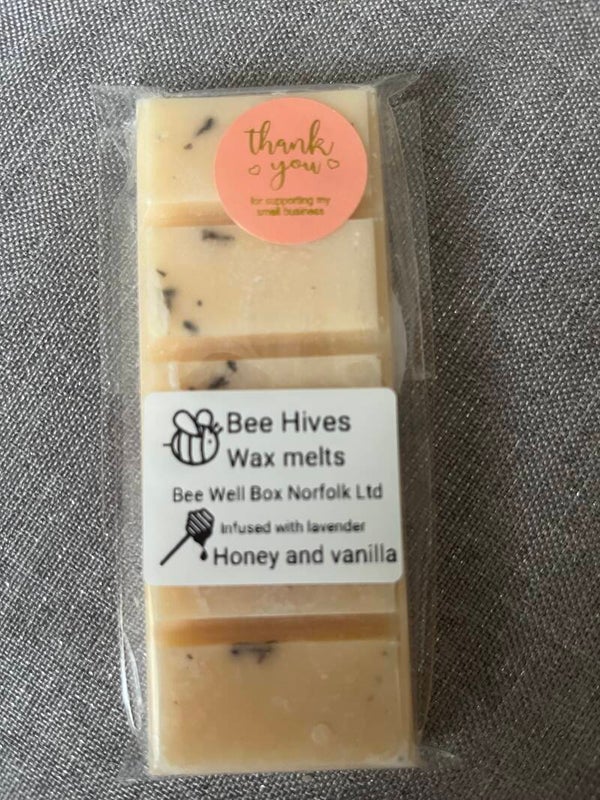 thank
you
for supporting my
small business
Bee Hives
Wax melts
Bee Well Box Norfolk Ltd
Infused with lavender
Honey and vanilla